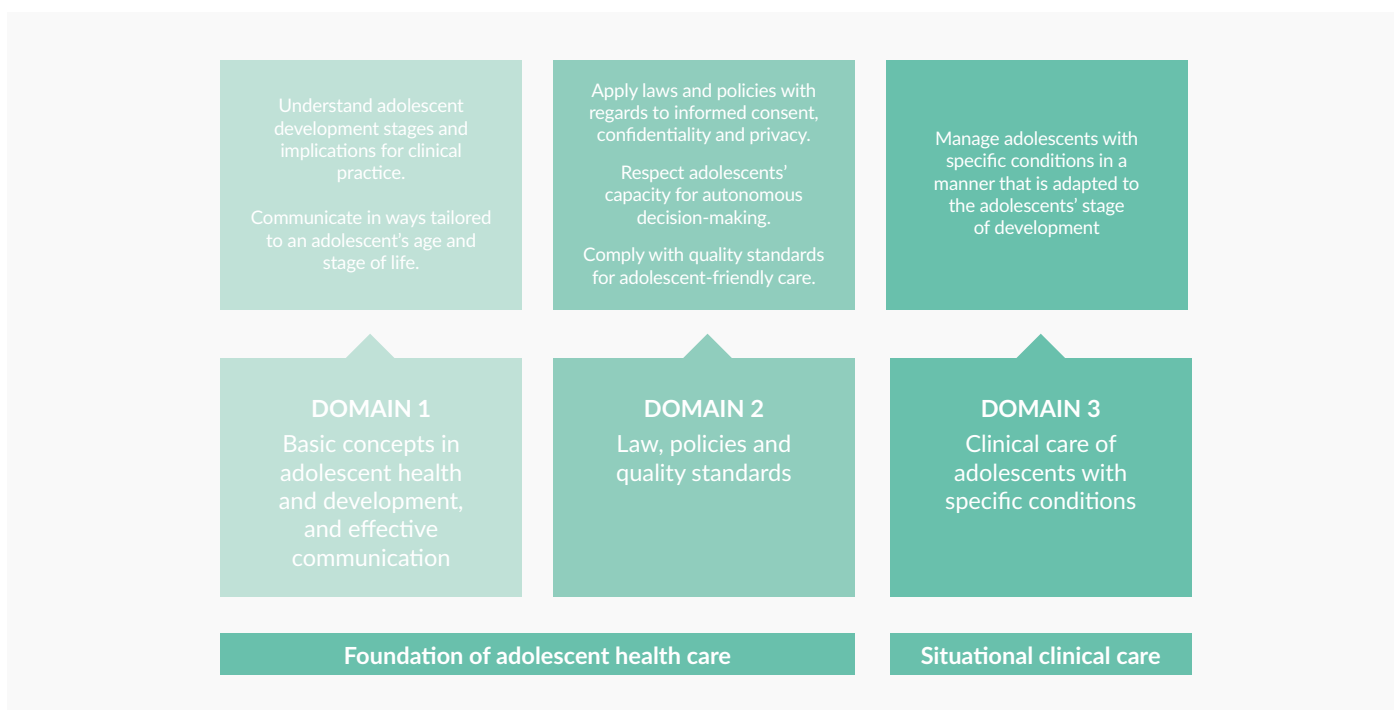 Understand adolescent
development stages and
implications for clinical
practice.
Communicate in ways tailored
to an adolescent's age and
stage of life.
Apply laws and policies with
regards to informed consent,
confidentiality and privacy.
Respect adolescents'
capacity for autonomous
decision-making.
Comply with quality standards
for adolescent-friendly care.
Manage adolescents with
specific conditions in a
manner that is adapted to
the adolescents' stage
of development
DOMAIN 1
Basic concepts in
adolescent health
and development,
and effective
communication
DOMAIN 2
Law, policies and
quality standards
DOMAIN 3
Clinical care of
adolescents with
specific conditions
Foundation of adolescent health care
Situational clinical care